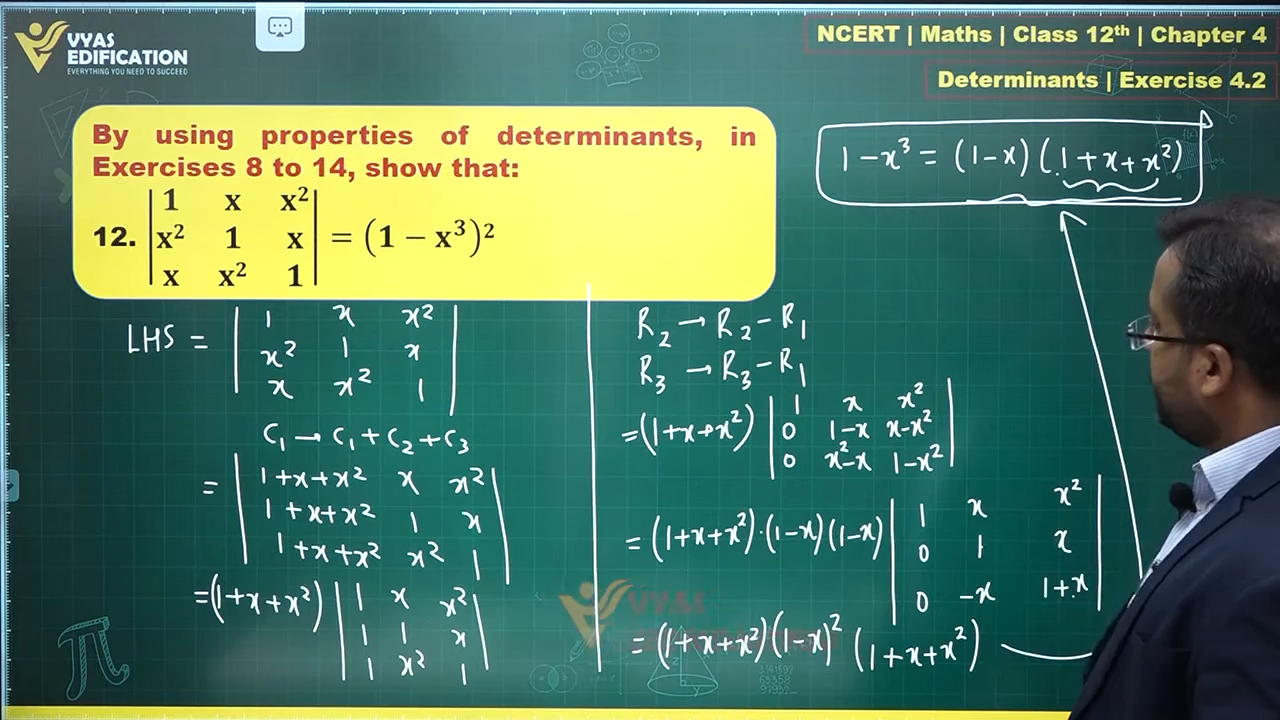 VYAS
EDIFICATION
EVERYTHING YOU NEED TO SUCCEED
NCERT | Maths | Class 12th | Chapter 4
Determinants | Exercise 4.2
By using properties of determinants, in
Exercises 8 to 14, show that:
12. |1 x x²|
|x² 1 x| = (1 − x³)²
|x x² 1|
1 − x³ = (1−x)(1+x+x²)
LHS = |1 x x²|
|x² 1 x|
|x x² 1|
C₁ → C₁ + C₂ + C₃
= |1+x+x² x x²|
|1+x+x² 1 x|
|1+x+x² x² 1|
= (1+x+x²) |1 x x²|
|1 1 x|
|1 x² 1|
R₂ → R₂ − R₁
R₃ → R₃ − R₁
= (1+x+x²) |1 x x²|
|0 1−x x−x²|
|0 x²−x 1−x²|
= (1+x+x²)·(1−x)(1−x) |1 x x²|
|0 1 x|
|0 −x 1+x|
= (1+x+x²)(1−x)² (1+x+x²)
VYAS